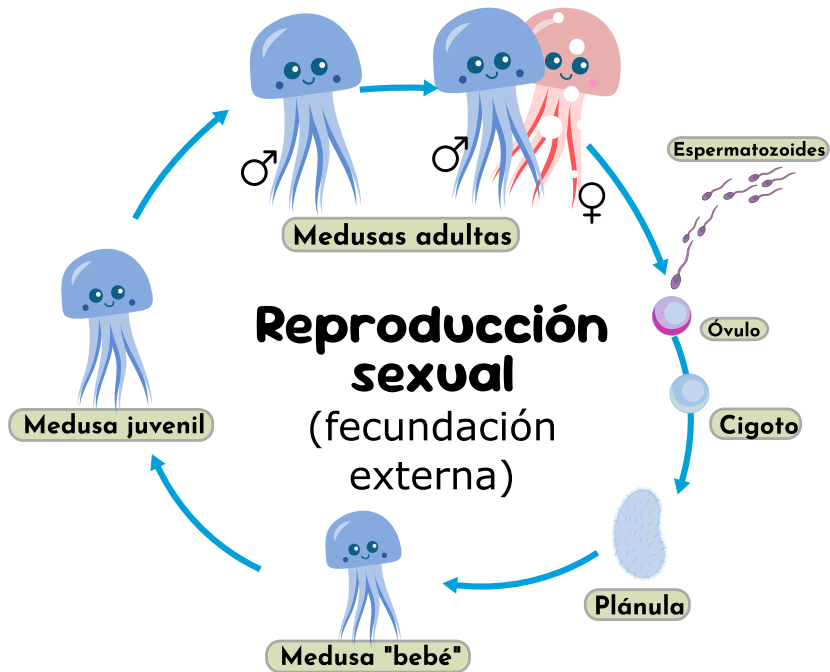 Medusas adultas
Espermatozoides
Óvulo
Cigoto
Plánula
Medusa "bebé"
Medusa juvenil
Reproducción
sexual
(fecundación
externa)